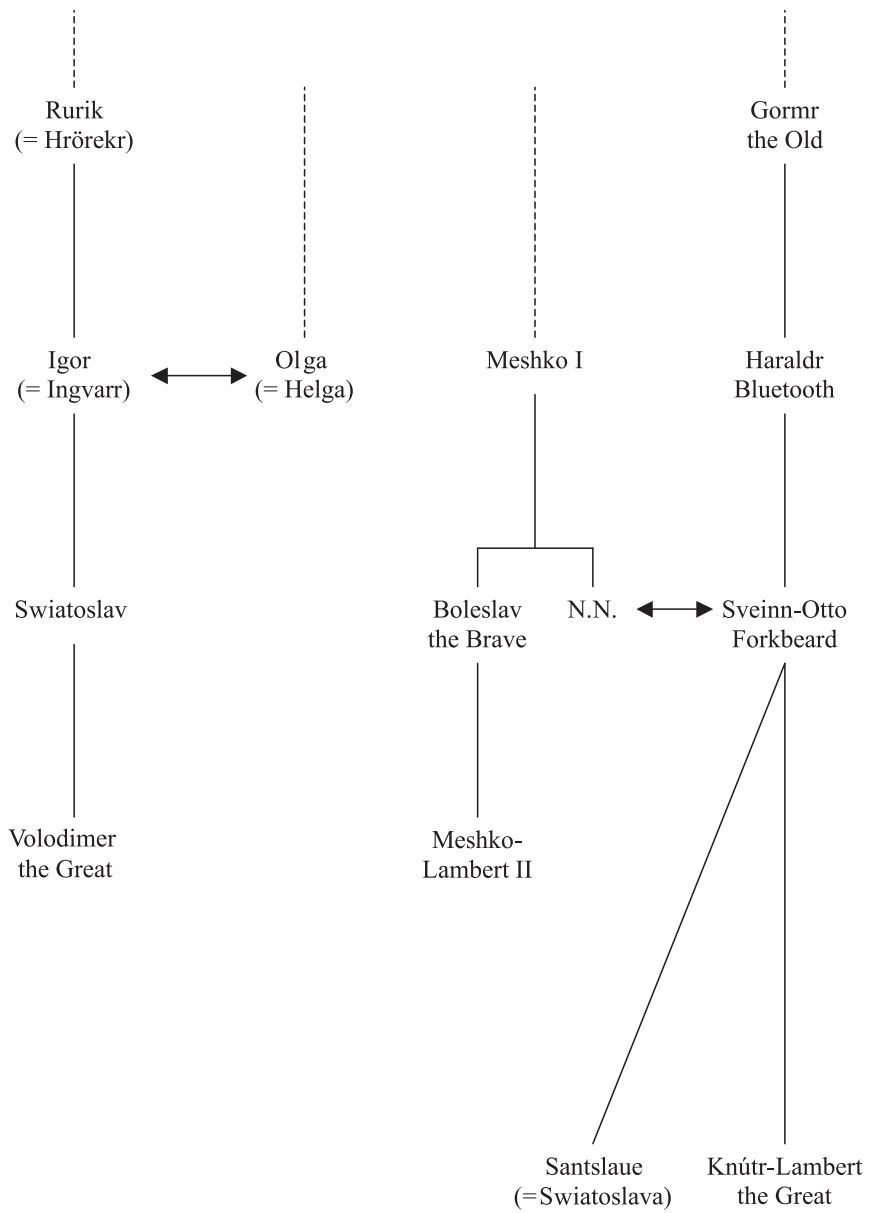 Rurik
(= Hrörekr)
Gormr
the Old
Igor
(= Ingvarr)
Olga
(= Helga)
Meshko I
Haraldr
Bluetooth
Swiatoslav
Boleslav
the Brave
N.N.
Sveinn-Otto
Forkbeard
Volodimer
the Great
Meshko-
Lambert II
Santslaue
(= Swiatoslava)
Knútr-Lambert
the Great